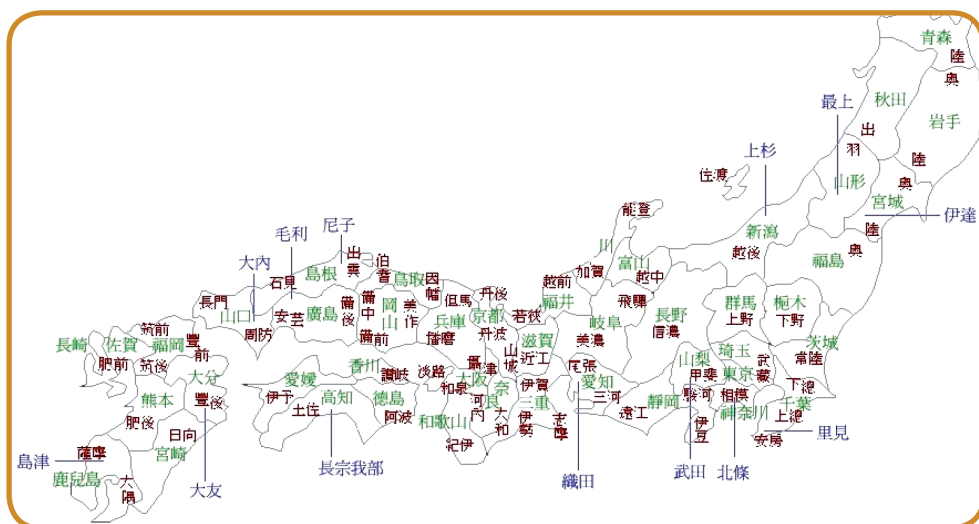 青森
陸奥
秋田
岩手
最上
出羽
陸奥
上杉
佐渡
山形
宮城
伊達
能登
新潟
越後
陸奥
福島
尼子
毛利
大內
川
富山
加賀
越中
越前
福井
飛驒
出雲
伯耆
島根
鳥取
因幡
石見
但馬
丹後
京都
若狹
丹波
長門
山口
周防
安芸
廣島
備後
備中
岡山
美作
備前
兵庫
播磨
滋賀
近江
山城
岐阜
美濃
長野
信濃
群馬
上野
栃木
下野
茨城
常陸
埼玉
武藏
山梨
甲斐
東京
下總
千葉
上總
安房
里見
神奈川
相模
駿河
靜岡
伊豆
遠江
三河
愛知
尾張
筑前
豊前
長崎
佐賀
福岡
肥前
筑後
大分
豊後
熊本
肥後
日向
宮崎
薩摩
島津
鹿兒島
大隅
大友
愛媛
伊予
香川
讚岐
高知
土佐
徳島
阿波
長宗我部
淡路
大阪
攝津
和泉
河內
奈良
大和
伊賀
三重
伊勢
志摩
和歌山
紀伊
織田
武田
北條